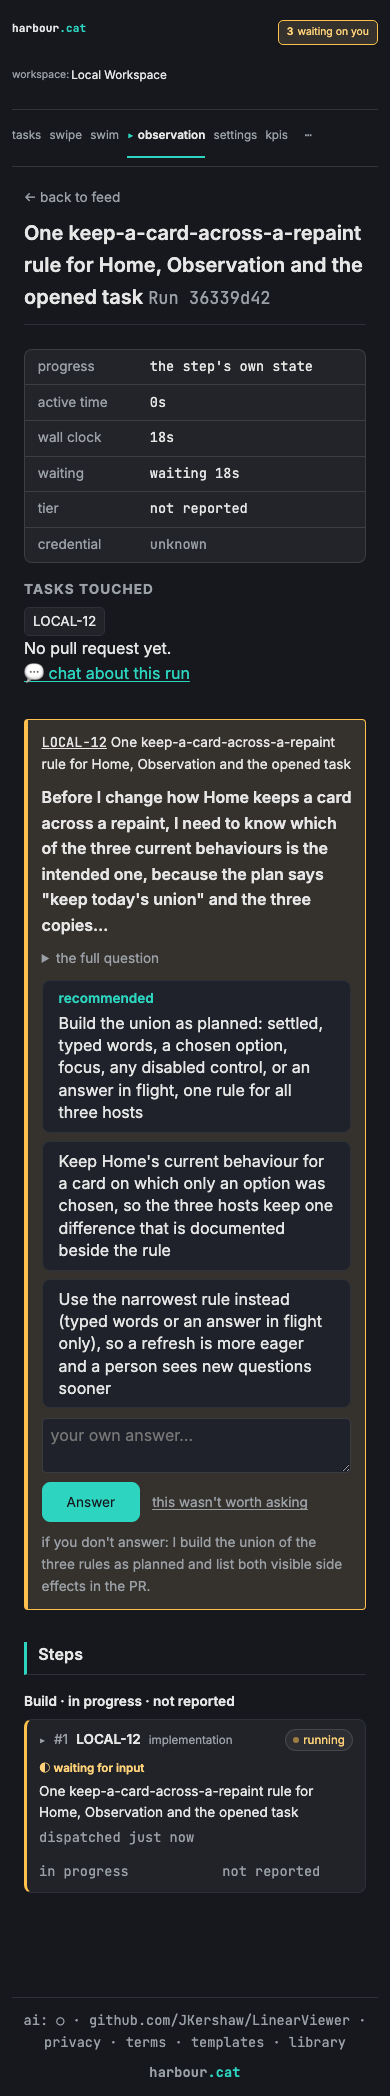 harbour.cat
3 waiting on you
workspace: Local Workspace
tasks swipe swim ▸ observation settings kpis ⋯
← back to feed
One keep-a-card-across-a-repaint
rule for Home, Observation and the
opened task Run 36339d42
progress the step's own state
active time 0s
wall clock 18s
waiting waiting 18s
tier not reported
credential unknown
TASKS TOUCHED
LOCAL-12
No pull request yet.
💬 chat about this run
LOCAL-12 One keep-a-card-across-a-repaint
rule for Home, Observation and the opened task
Before I change how Home keeps a card
across a repaint, I need to know which
of the three current behaviours is the
intended one, because the plan says
"keep today's union" and the three
copies...
▶ the full question
recommended
Build the union as planned: settled,
typed words, a chosen option,
focus, any disabled control, or an
answer in flight, one rule for all
three hosts
Keep Home's current behaviour for
a card on which only an option was
chosen, so the three hosts keep one
difference that is documented
beside the rule
Use the narrowest rule instead
(typed words or an answer in flight
only), so a refresh is more eager
and a person sees new questions
sooner
your own answer...
Answer this wasn't worth asking
if you don't answer: I build the union of the
three rules as planned and list both visible side
effects in the PR.
Steps
Build · in progress · not reported
▸ #1 LOCAL-12 implementation running
◐ waiting for input
One keep-a-card-across-a-repaint rule for
Home, Observation and the opened task
dispatched just now
in progress not reported
ai: ○ · github.com/JKershaw/LinearViewer ·
privacy · terms · templates · library
harbour.cat